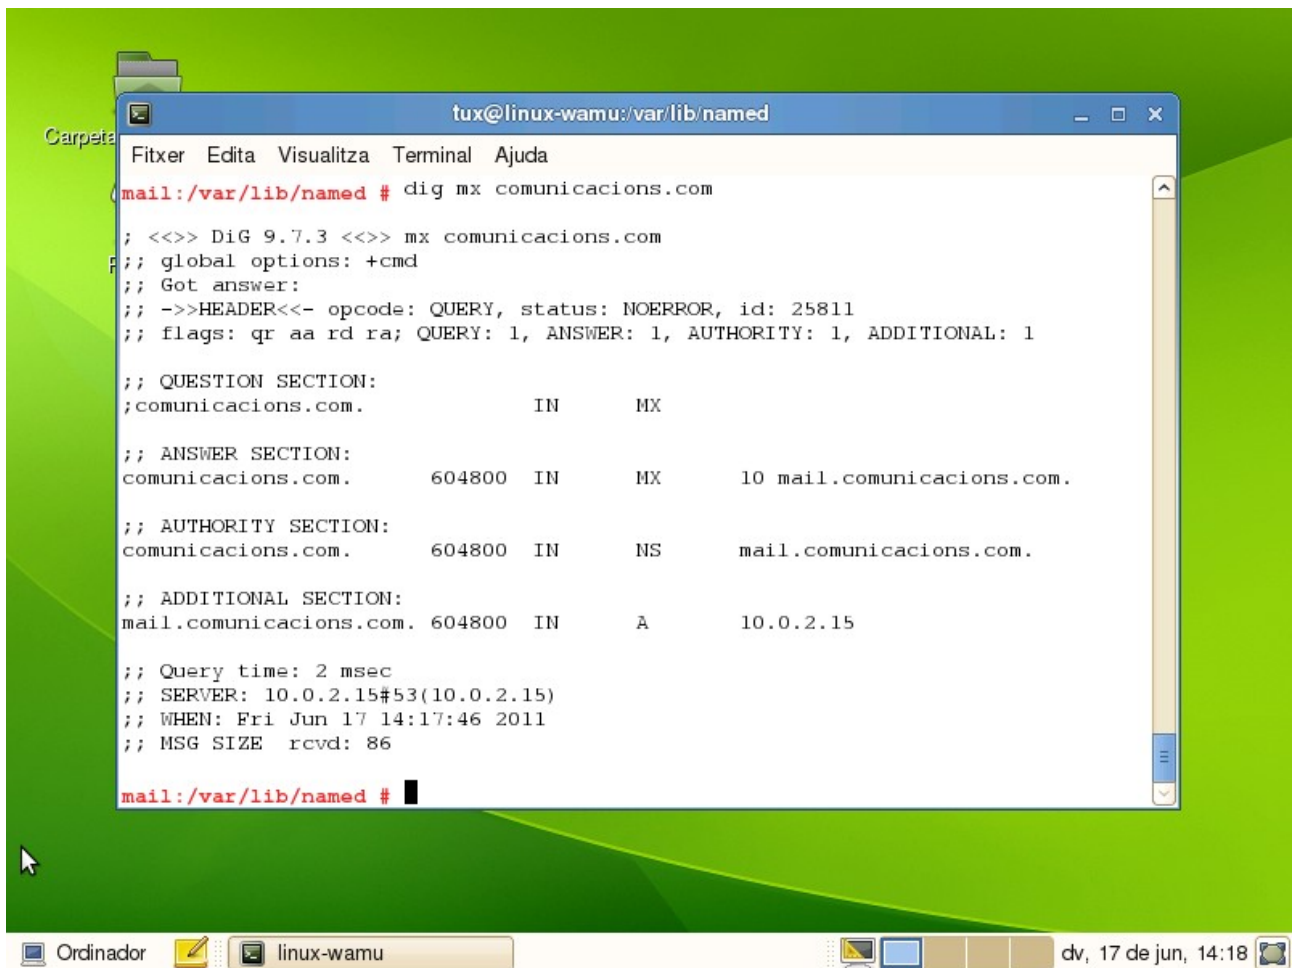 tux@linux-wamu:/var/lib/named
Carpeta
Fitxer Edita Visualitza Terminal Ajuda
mail:/var/lib/named # dig mx comunicacions.com
; <<>> DiG 9.7.3 <<>> mx comunicacions.com
;; global options: +cmd
;; Got answer:
;; ->>HEADER<<- opcode: QUERY, status: NOERROR, id: 25811
;; flags: qr aa rd ra; QUERY: 1, ANSWER: 1, AUTHORITY: 1, ADDITIONAL: 1
;; QUESTION SECTION:
;comunicacions.com. IN MX
;; ANSWER SECTION:
comunicacions.com. 604800 IN MX 10 mail.comunicacions.com.
;; AUTHORITY SECTION:
comunicacions.com. 604800 IN NS mail.comunicacions.com.
;; ADDITIONAL SECTION:
mail.comunicacions.com. 604800 IN A 10.0.2.15
;; Query time: 2 msec
;; SERVER: 10.0.2.15#53(10.0.2.15)
;; WHEN: Fri Jun 17 14:17:46 2011
;; MSG SIZE rcvd: 86
mail:/var/lib/named #
Ordinador
linux-wamu
dv, 17 de jun, 14:18